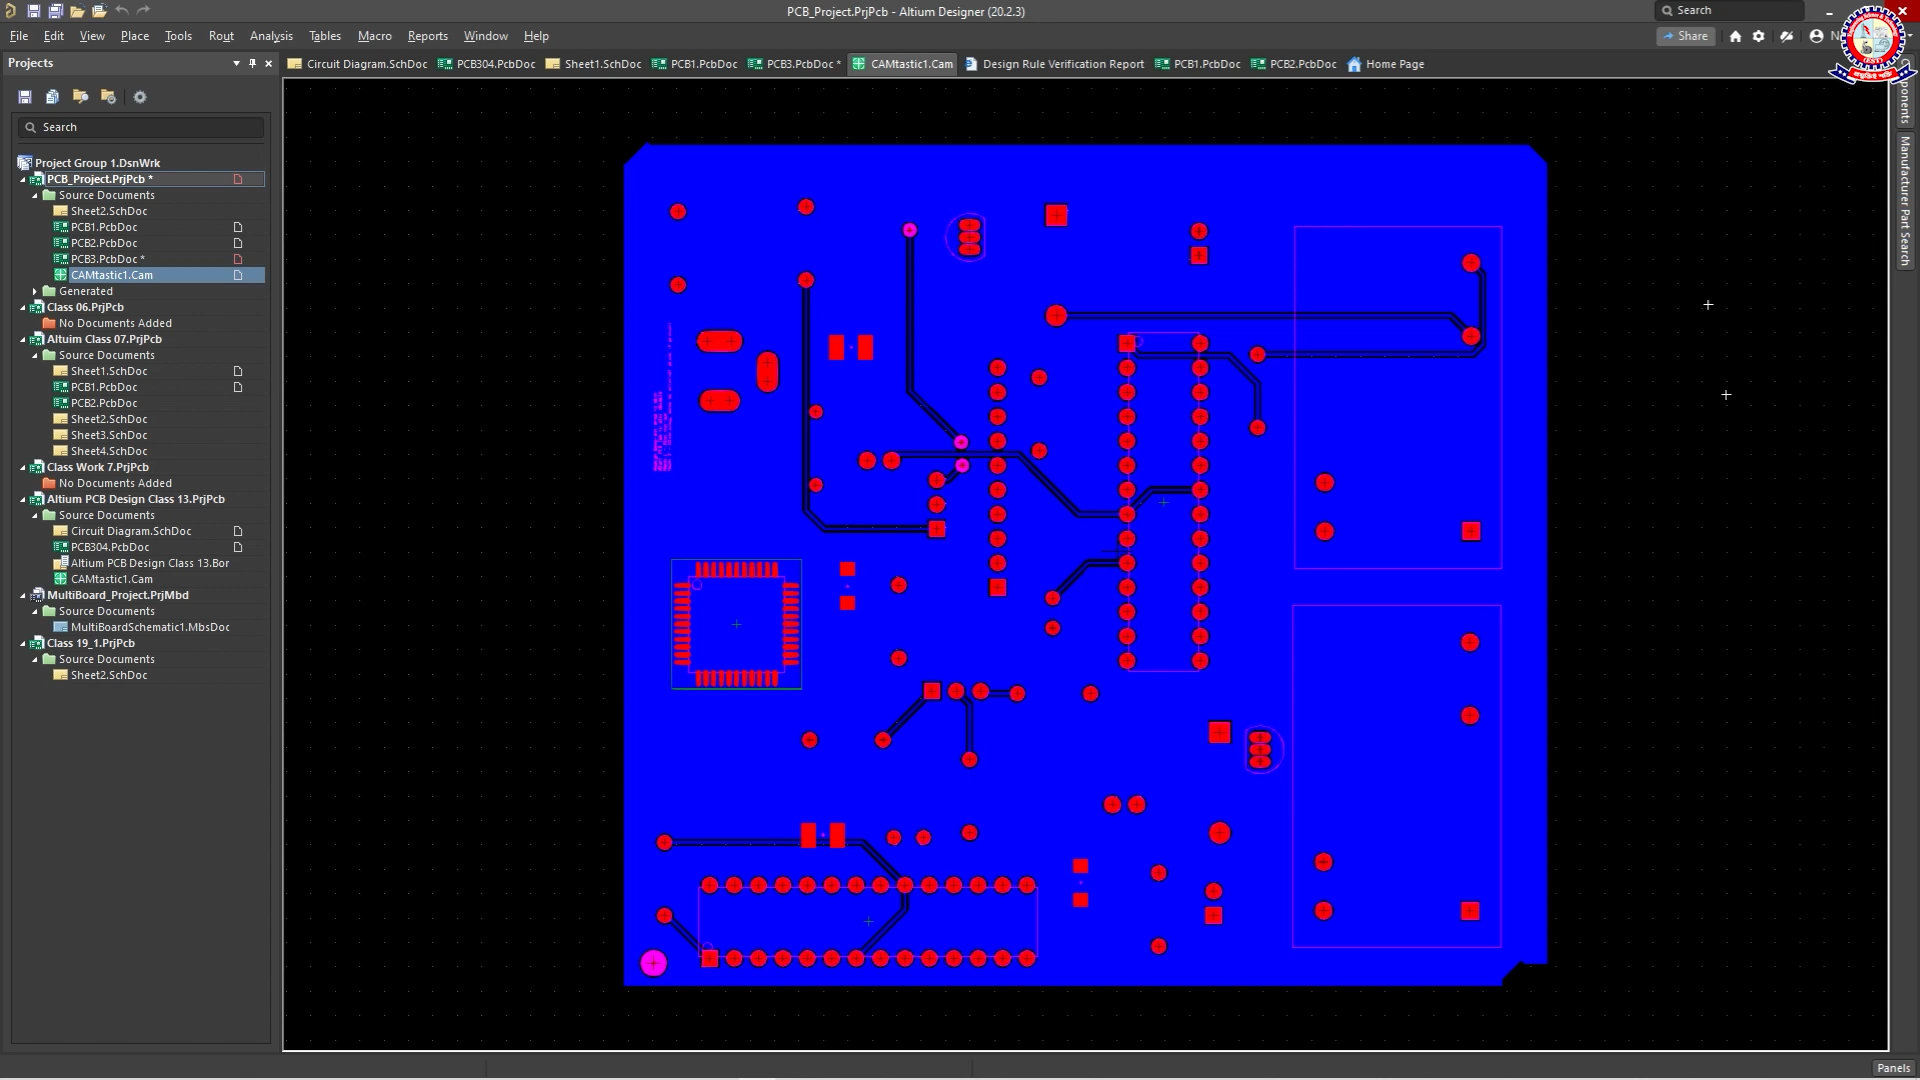 PCB_Project.PrjPcb - Altium Designer (20.2.3)
Search
File Edit View Place Tools Rout Analysis Tables Macro Reports Window Help
Share
Projects
Circuit Diagram.SchDoc PCB304.PcbDoc Sheet1.SchDoc PCB1.PcbDoc PCB3.PcbDoc * CAMtastic1.Cam Design Rule Verification Report PCB1.PcbDoc PCB2.PcbDoc Home Page
Search
Project Group 1.DsnWrk
PCB_Project.PrjPcb *
Source Documents
Sheet2.SchDoc
PCB1.PcbDoc
PCB2.PcbDoc
PCB3.PcbDoc *
CAMtastic1.Cam
Generated
Class 06.PrjPcb
No Documents Added
Altuim Class 07.PrjPcb
Source Documents
Sheet1.SchDoc
PCB1.PcbDoc
PCB2.PcbDoc
Sheet2.SchDoc
Sheet3.SchDoc
Sheet4.SchDoc
Class Work 7.PrjPcb
No Documents Added
Altium PCB Design Class 13.PrjPcb
Source Documents
Circuit Diagram.SchDoc
PCB304.PcbDoc
Altium PCB Design Class 13.Bor
CAMtastic1.Cam
MultiBoard_Project.PrjMbd
Source Documents
MultiBoardSchematic1.MbsDoc
Class 19_1.PrjPcb
Source Documents
Sheet2.SchDoc
Manufacturer Part Search
Panels